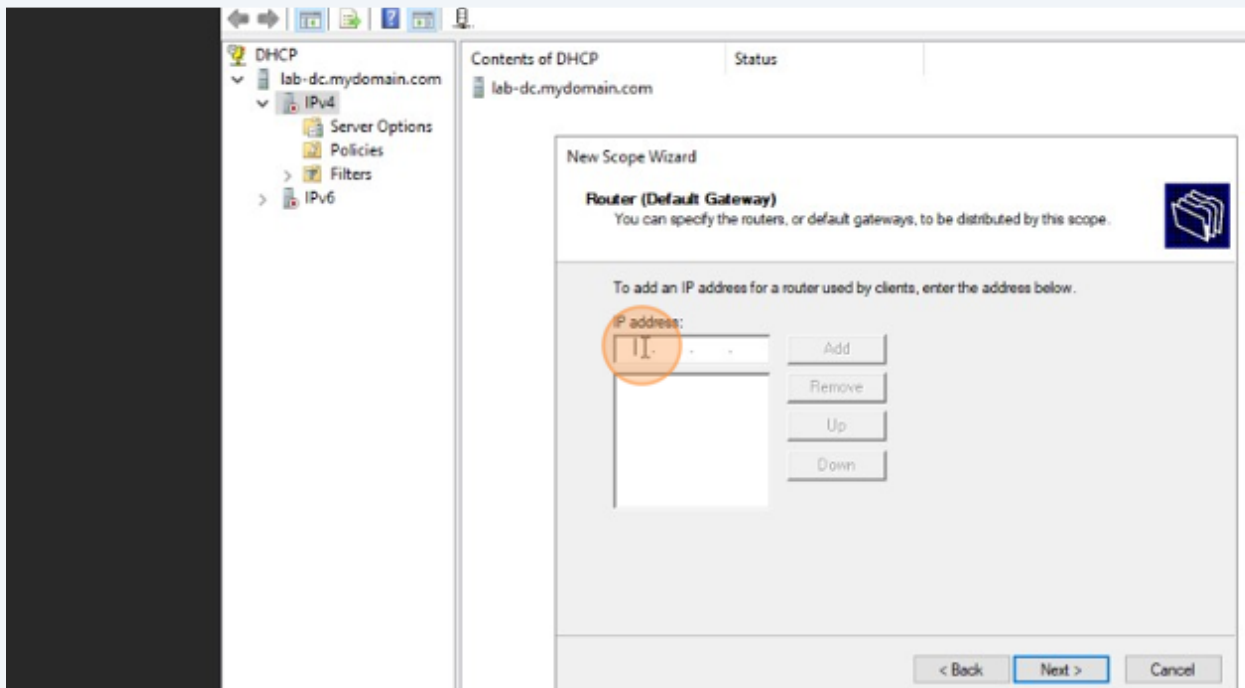 DHCP
lab-dc.mydomain.com
IPv4
Server Options
Policies
Filters
IPv6
Contents of DHCP Status
lab-dc.mydomain.com
New Scope Wizard
Router (Default Gateway)
You can specify the routers, or default gateways, to be distributed by this scope.
To add an IP address for a router used by clients, enter the address below.
IP address:
Add
Remove
Up
Down
< Back Next > Cancel